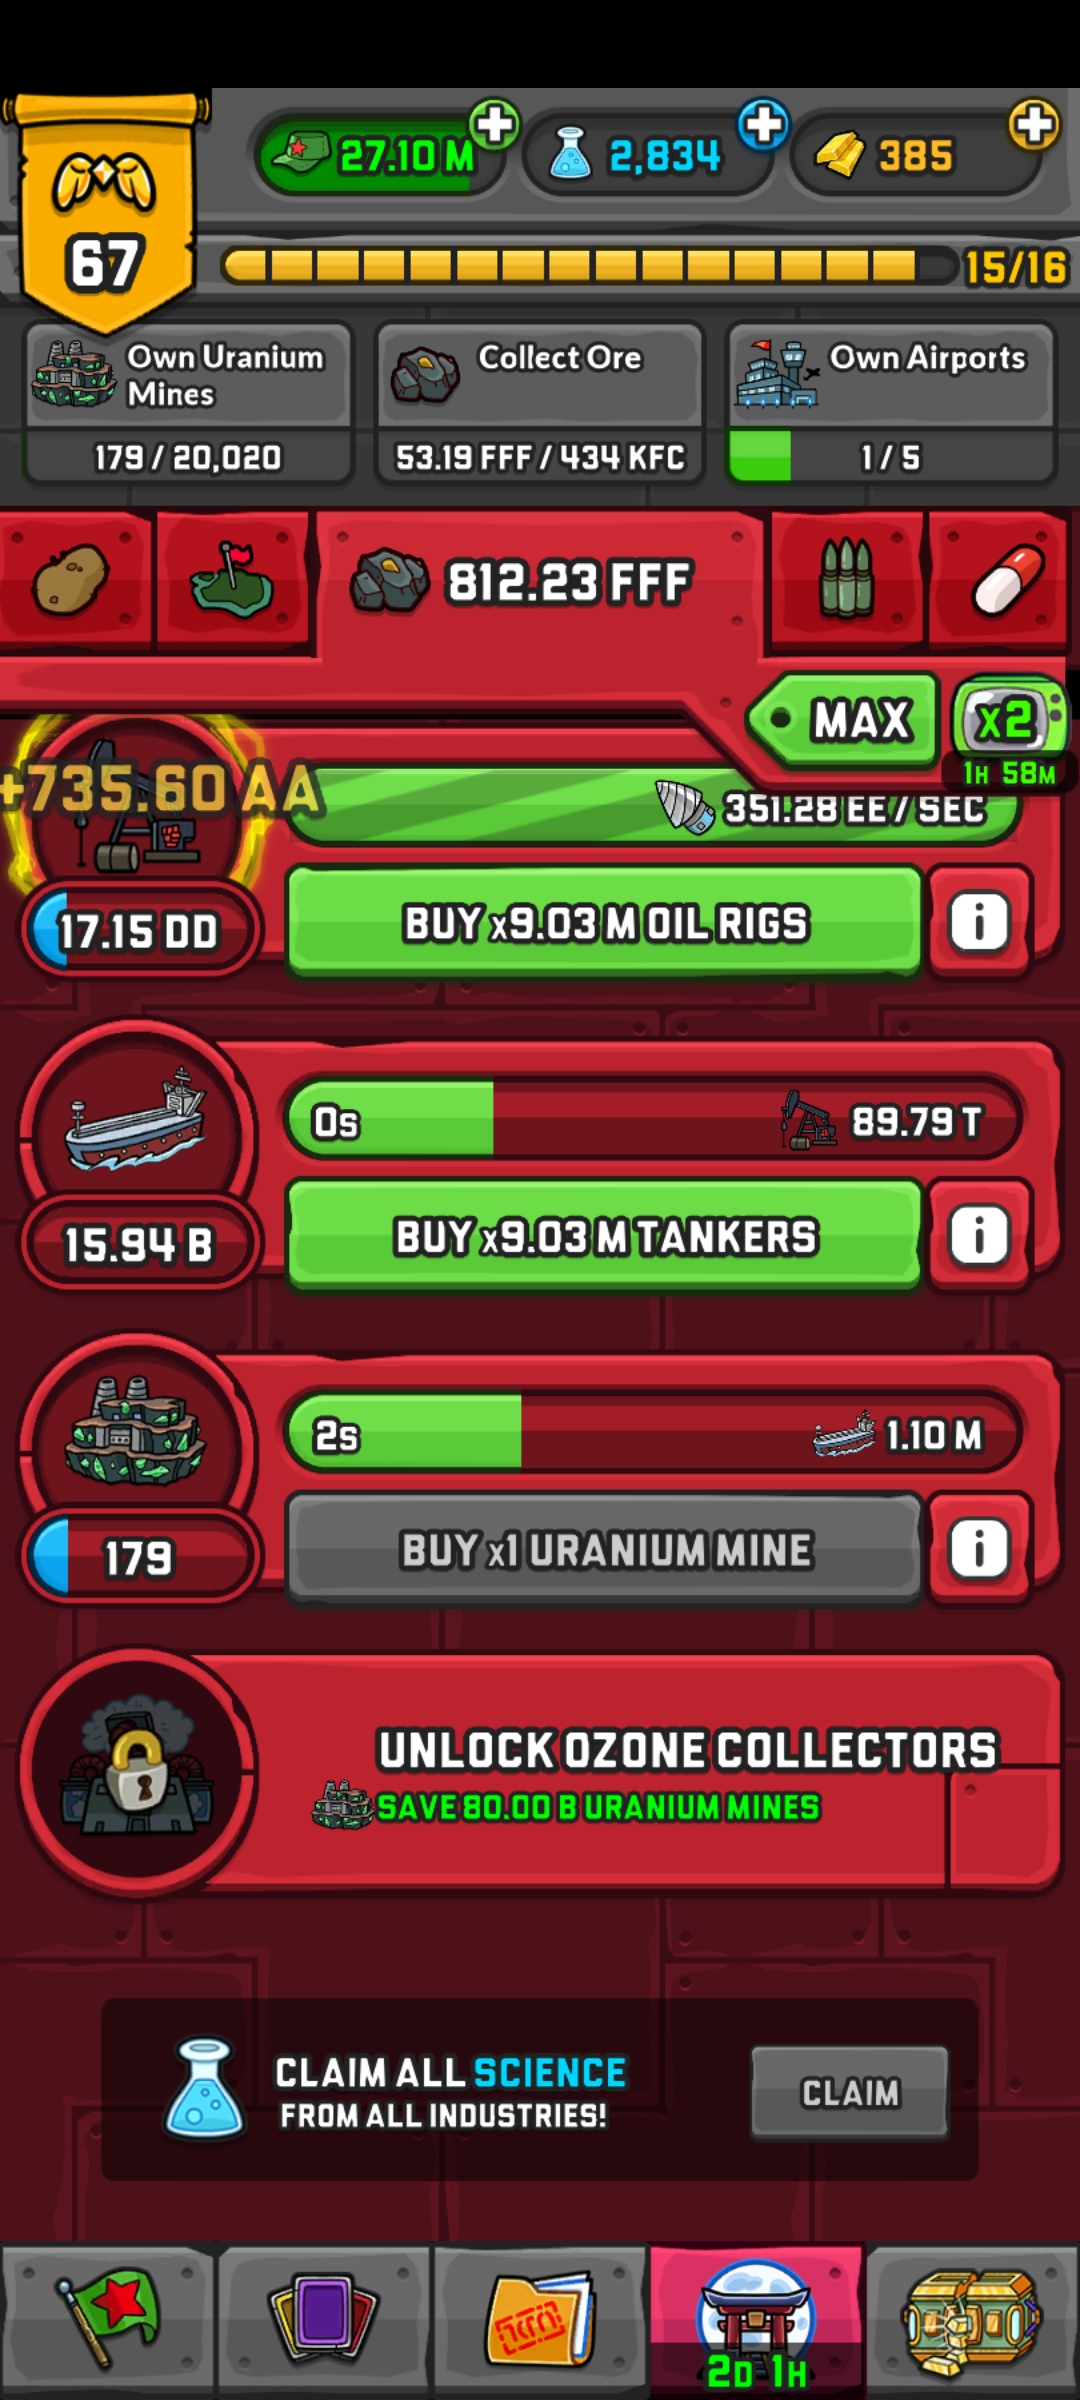 27.10 M
2,834
385
67
15/16
Own Uranium
Mines
179 / 20,020
Collect Ore
53.19 FFF / 434 KFC
Own Airports
1 / 5
812.23 FFF
MAX
x2
1H 58M
+735.60 AA
351.28 EE / SEC
17.15 DD
BUY x9.03 M OIL RIGS
i
0s
89.79 T
15.94 B
BUY x9.03 M TANKERS
i
2s
1.10 M
179
BUY x1 URANIUM MINE
i
UNLOCK OZONE COLLECTORS
SAVE 80.00 B URANIUM MINES
CLAIM ALL SCIENCE
FROM ALL INDUSTRIES!
CLAIM
2D 1H